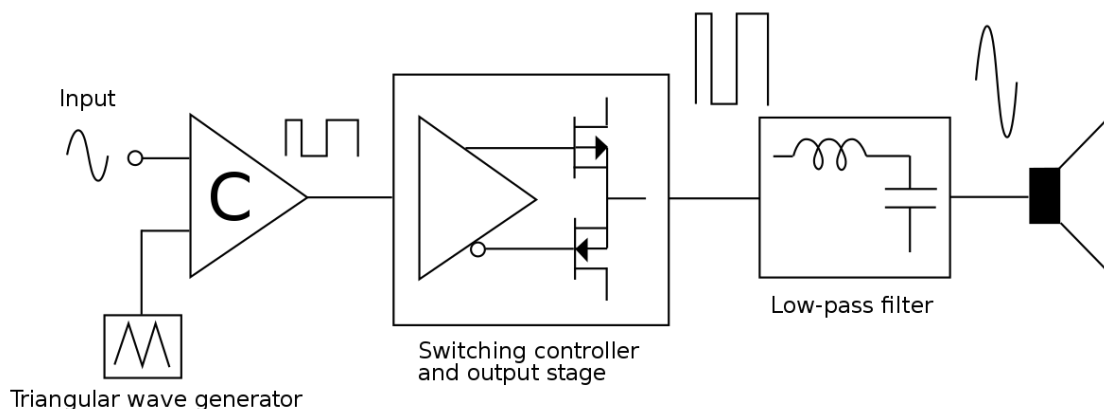 Input
C
Triangular wave generator
Switching controller
and output stage
Low-pass filter